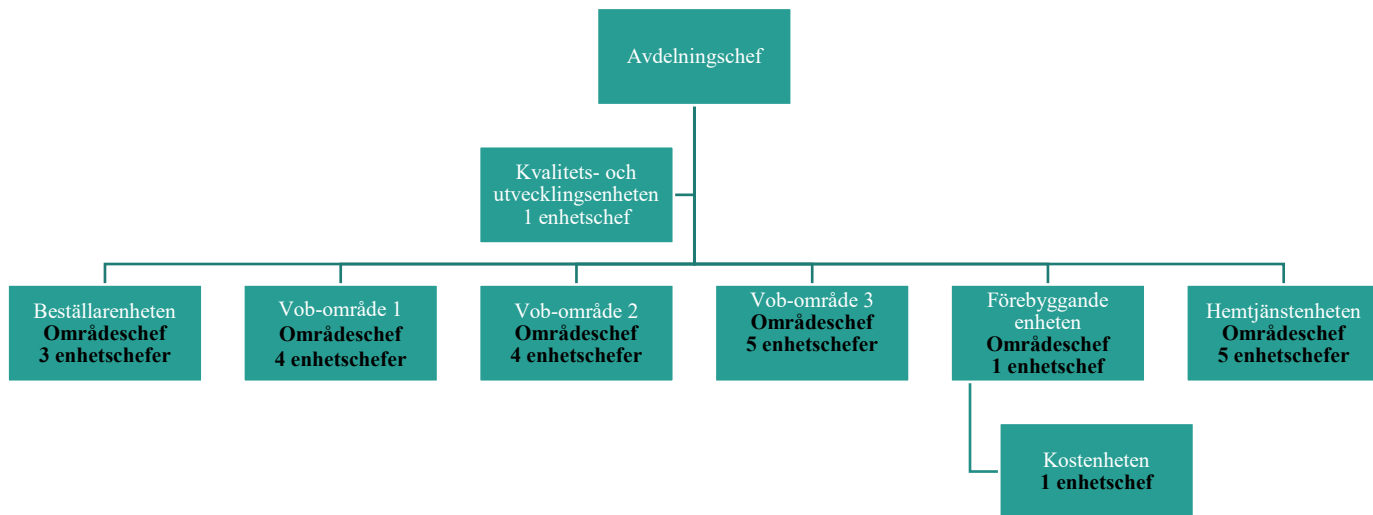 Avdelningschef
Kvalitets- och
utvecklingsenheten
1 enhetschef
Beställarenheten
Områdeschef
3 enhetschefer
Vob-område 1
Områdeschef
4 enhetschefer
Vob-område 2
Områdeschef
4 enhetschefer
Vob-område 3
Områdeschef
5 enhetschefer
Förebyggande
enheten
Områdeschef
1 enhetschef
Hemtjänstenheten
Områdeschef
5 enhetschefer
Kostenheten
1 enhetschef